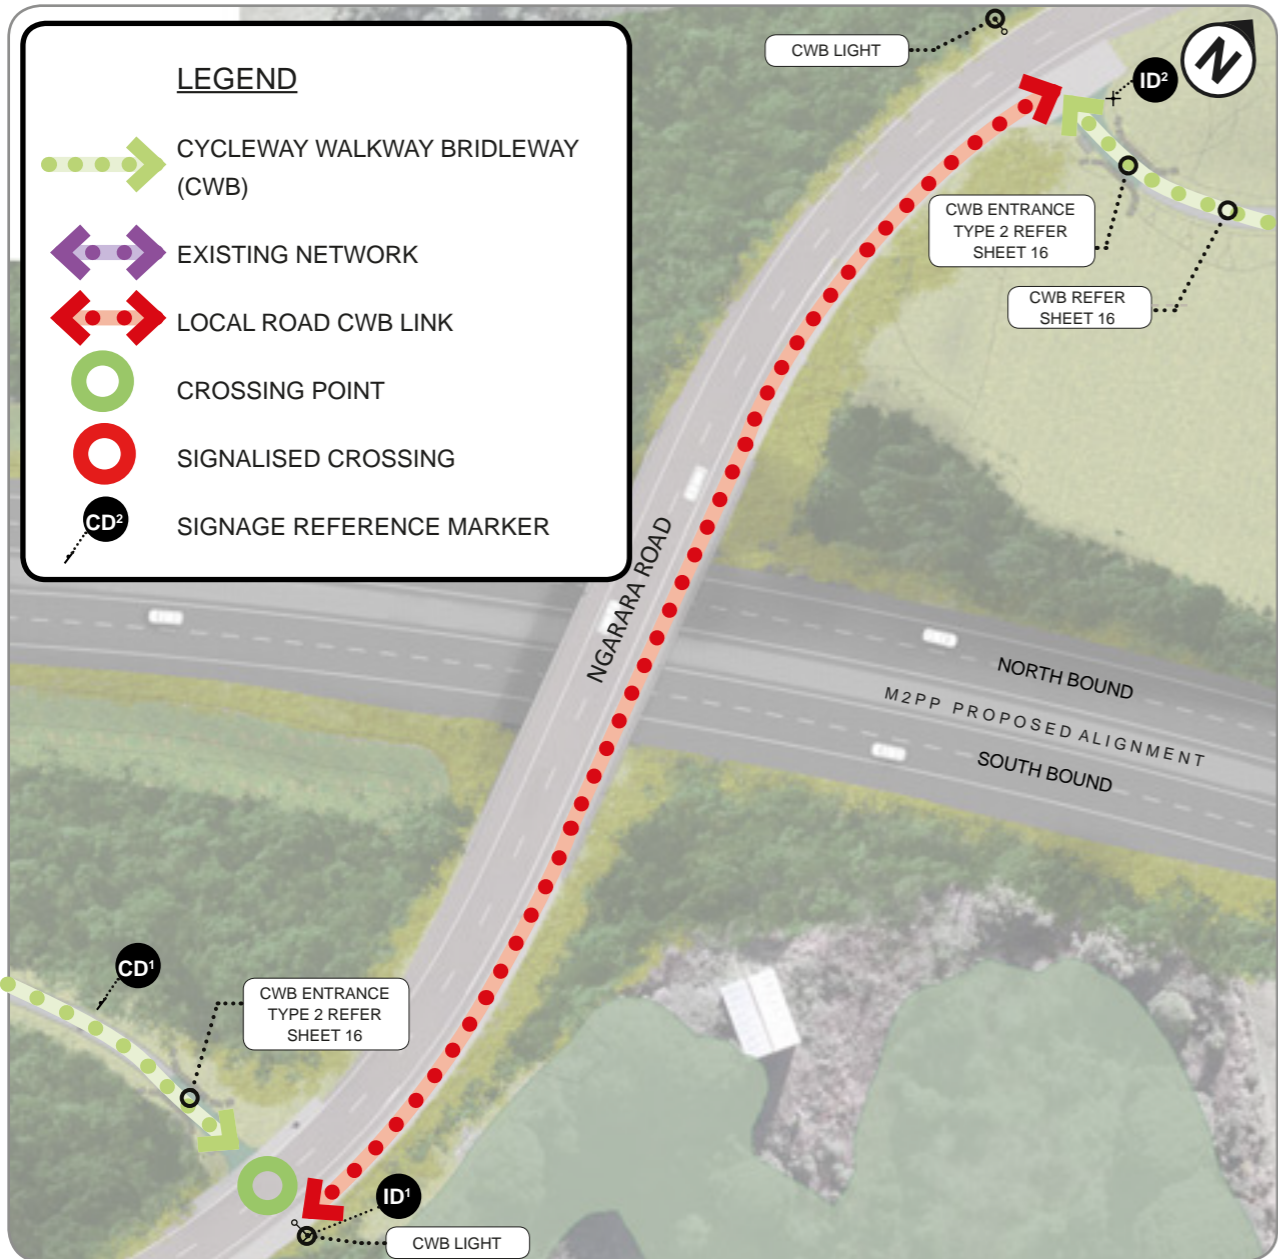 LEGEND
CYCLEWAY WALKWAY BRIDLEWAY
(CWB)
EXISTING NETWORK
LOCAL ROAD CWB LINK
CROSSING POINT
SIGNALISED CROSSING
CD²
SIGNAGE REFERENCE MARKER
CWB LIGHT
N
ID²
CWB ENTRANCE
TYPE 2 REFER
SHEET 16
CWB REFER
SHEET 16
NGARARA ROAD
NORTH BOUND
M2PP PROPOSED ALIGNMENT
SOUTH BOUND
CD¹
CWB ENTRANCE
TYPE 2 REFER
SHEET 16
ID¹
CWB LIGHT